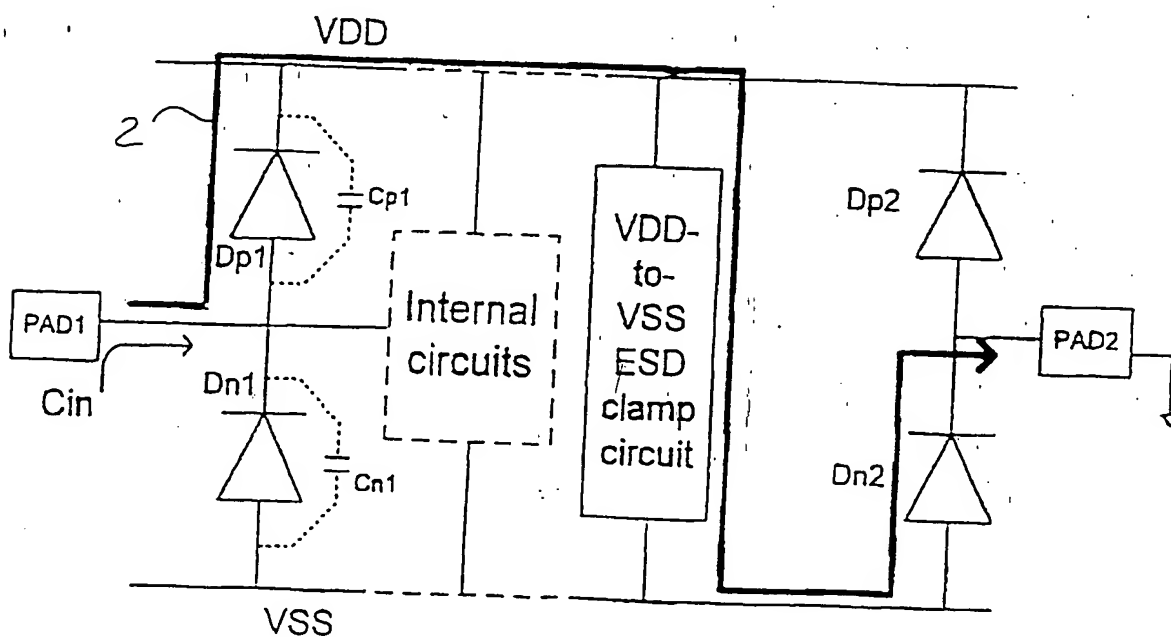 VDD
2
Cp1
Dp2
Dp1
VDD-
to-
VSS
ESD
clamp
circuit
Internal
circuits
PAD1
PAD2
Cin
Dn1
Cn1
Dn2
VSS